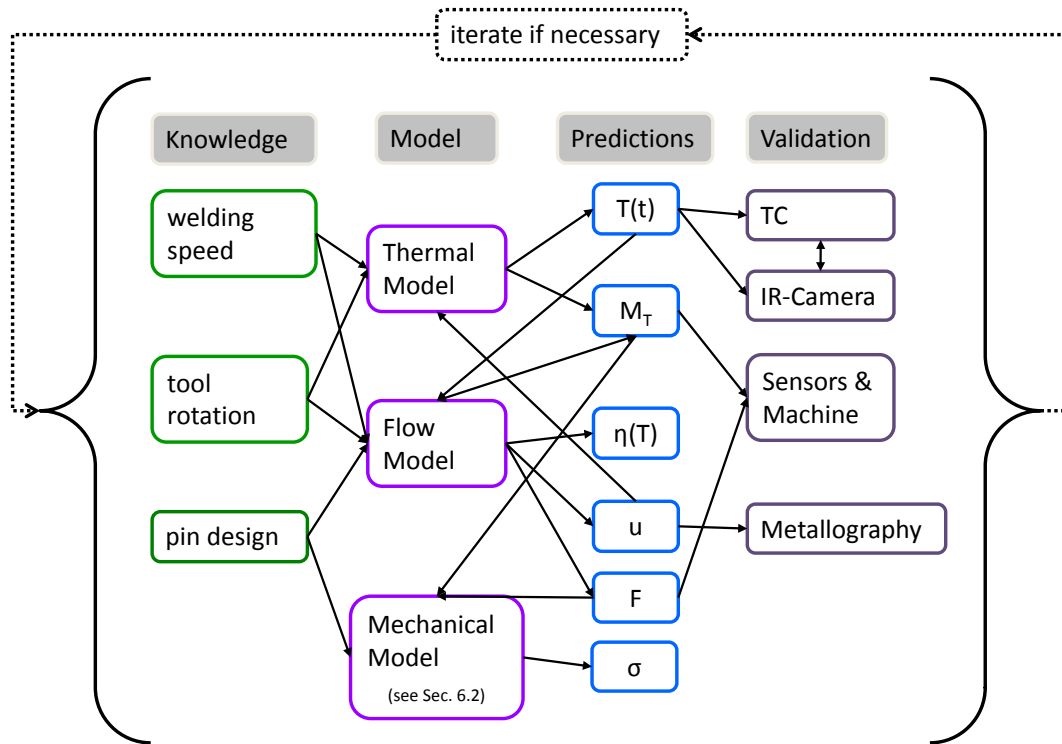 iterate if necessary
Knowledge
Model
Predictions
Validation
welding
speed
tool
rotation
pin design
Thermal
Model
Flow
Model
Mechanical
Model
(see Sec. 6.2)
T(t)
M_T
η(T)
u
F
σ
TC
IR-Camera
Sensors &
Machine
Metallography